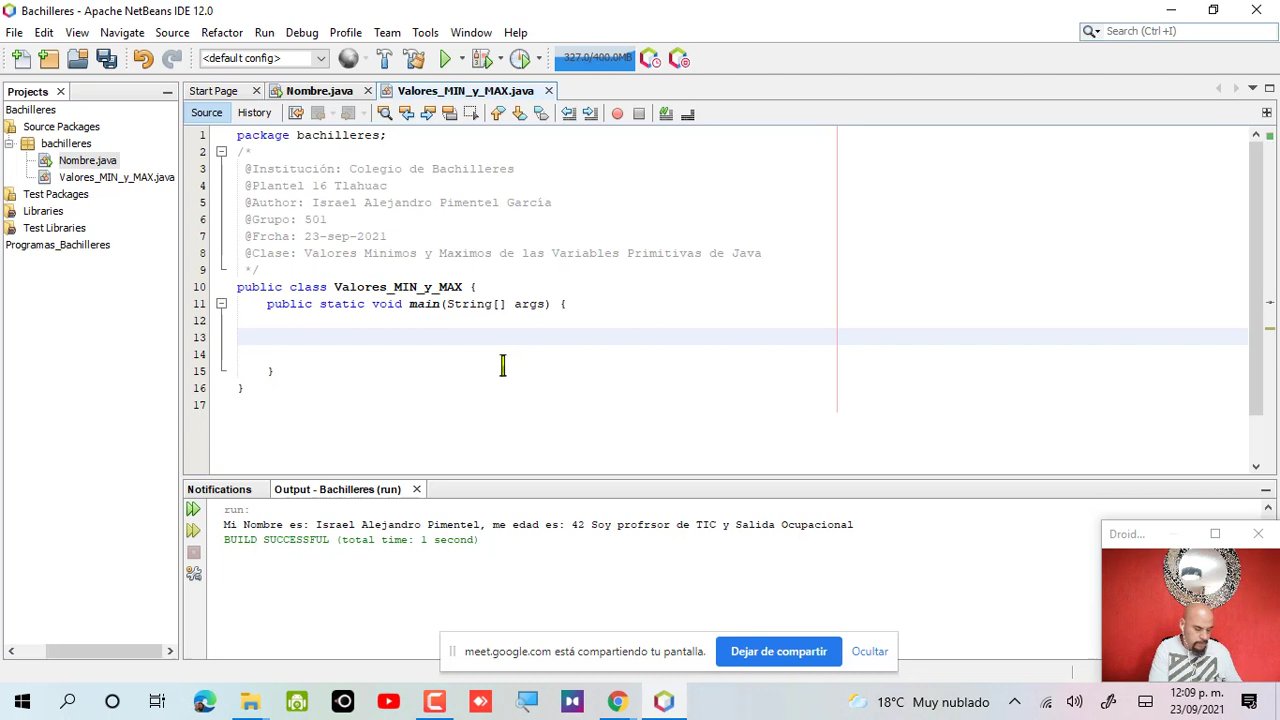 Bachilleres - Apache NetBeans IDE 12.0
File Edit View Navigate Source Refactor Run Debug Profile Team Tools Window Help
Search (Ctrl +I)
<default config>
327.0/400.0MB
Projects
Start Page
Nombre.java
Valores_MIN_y_MAX.java
Bachilleres
Source Packages
bachilleres
Nombre.java
Valores_MIN_y_MAX.java
Test Packages
Libraries
Test Libraries
Programas_Bachilleres
Source History
1 package bachilleres;
2 /*
3 @Institución: Colegio de Bachilleres
4 @Plantel 16 Tlahuac
5 @Author: Israel Alejandro Pimentel García
6 @Grupo: 501
7 @Frcha: 23-sep-2021
8 @Clase: Valores Minimos y Maximos de las Variables Primitivas de Java
9 */
10 public class Valores_MIN_y_MAX {
11 public static void main(String[] args) {
12
13
14
15 }
16 }
17
Notifications
Output - Bachilleres (run)
run:
Mi Nombre es: Israel Alejandro Pimentel, me edad es: 42 Soy profrsor de TIC y Salida Ocupacional
BUILD SUCCESSFUL (total time: 1 second)
Droid...
meet.google.com está compartiendo tu pantalla.
Dejar de compartir
Ocultar
18°C Muy nublado
12:09 p. m.
23/09/2021